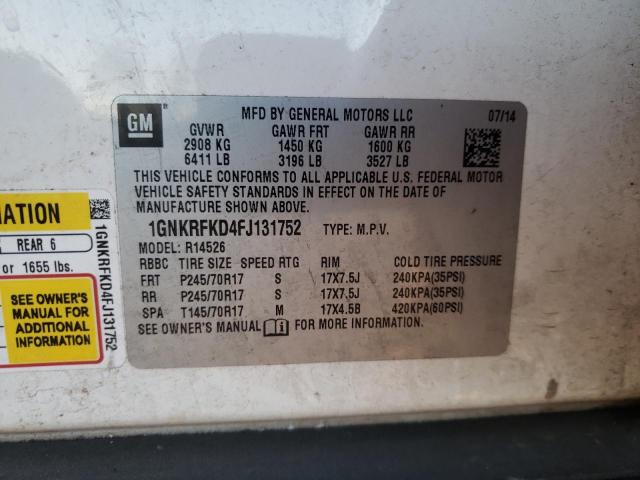 GM
MFD BY GENERAL MOTORS LLC 07/14
GVWR GAWR FRT GAWR RR
2908 KG 1450 KG 1600 KG
6411 LB 3196 LB 3527 LB
THIS VEHICLE CONFORMS TO ALL APPLICABLE U.S. FEDERAL MOTOR
VEHICLE SAFETY STANDARDS IN EFFECT ON THE DATE OF
MANUFACTURE SHOWN ABOVE.
1GNKRFKD4FJ131752 TYPE: M.P.V.
MODEL: R14526
RBBC TIRE SIZE SPEED RTG RIM COLD TIRE PRESSURE
FRT P245/70R17 S 17X7.5J 240KPA(35PSI)
RR P245/70R17 S 17X7.5J 240KPA(35PSI)
SPA T145/70R17 M 17X4.5B 420KPA(60PSI)
SEE OWNER'S MANUAL FOR MORE INFORMATION.
REAR 6
or 1655 lbs.
SEE OWNER'S
MANUAL FOR
ADDITIONAL
INFORMATION
1GNKRFKD4FJ131752